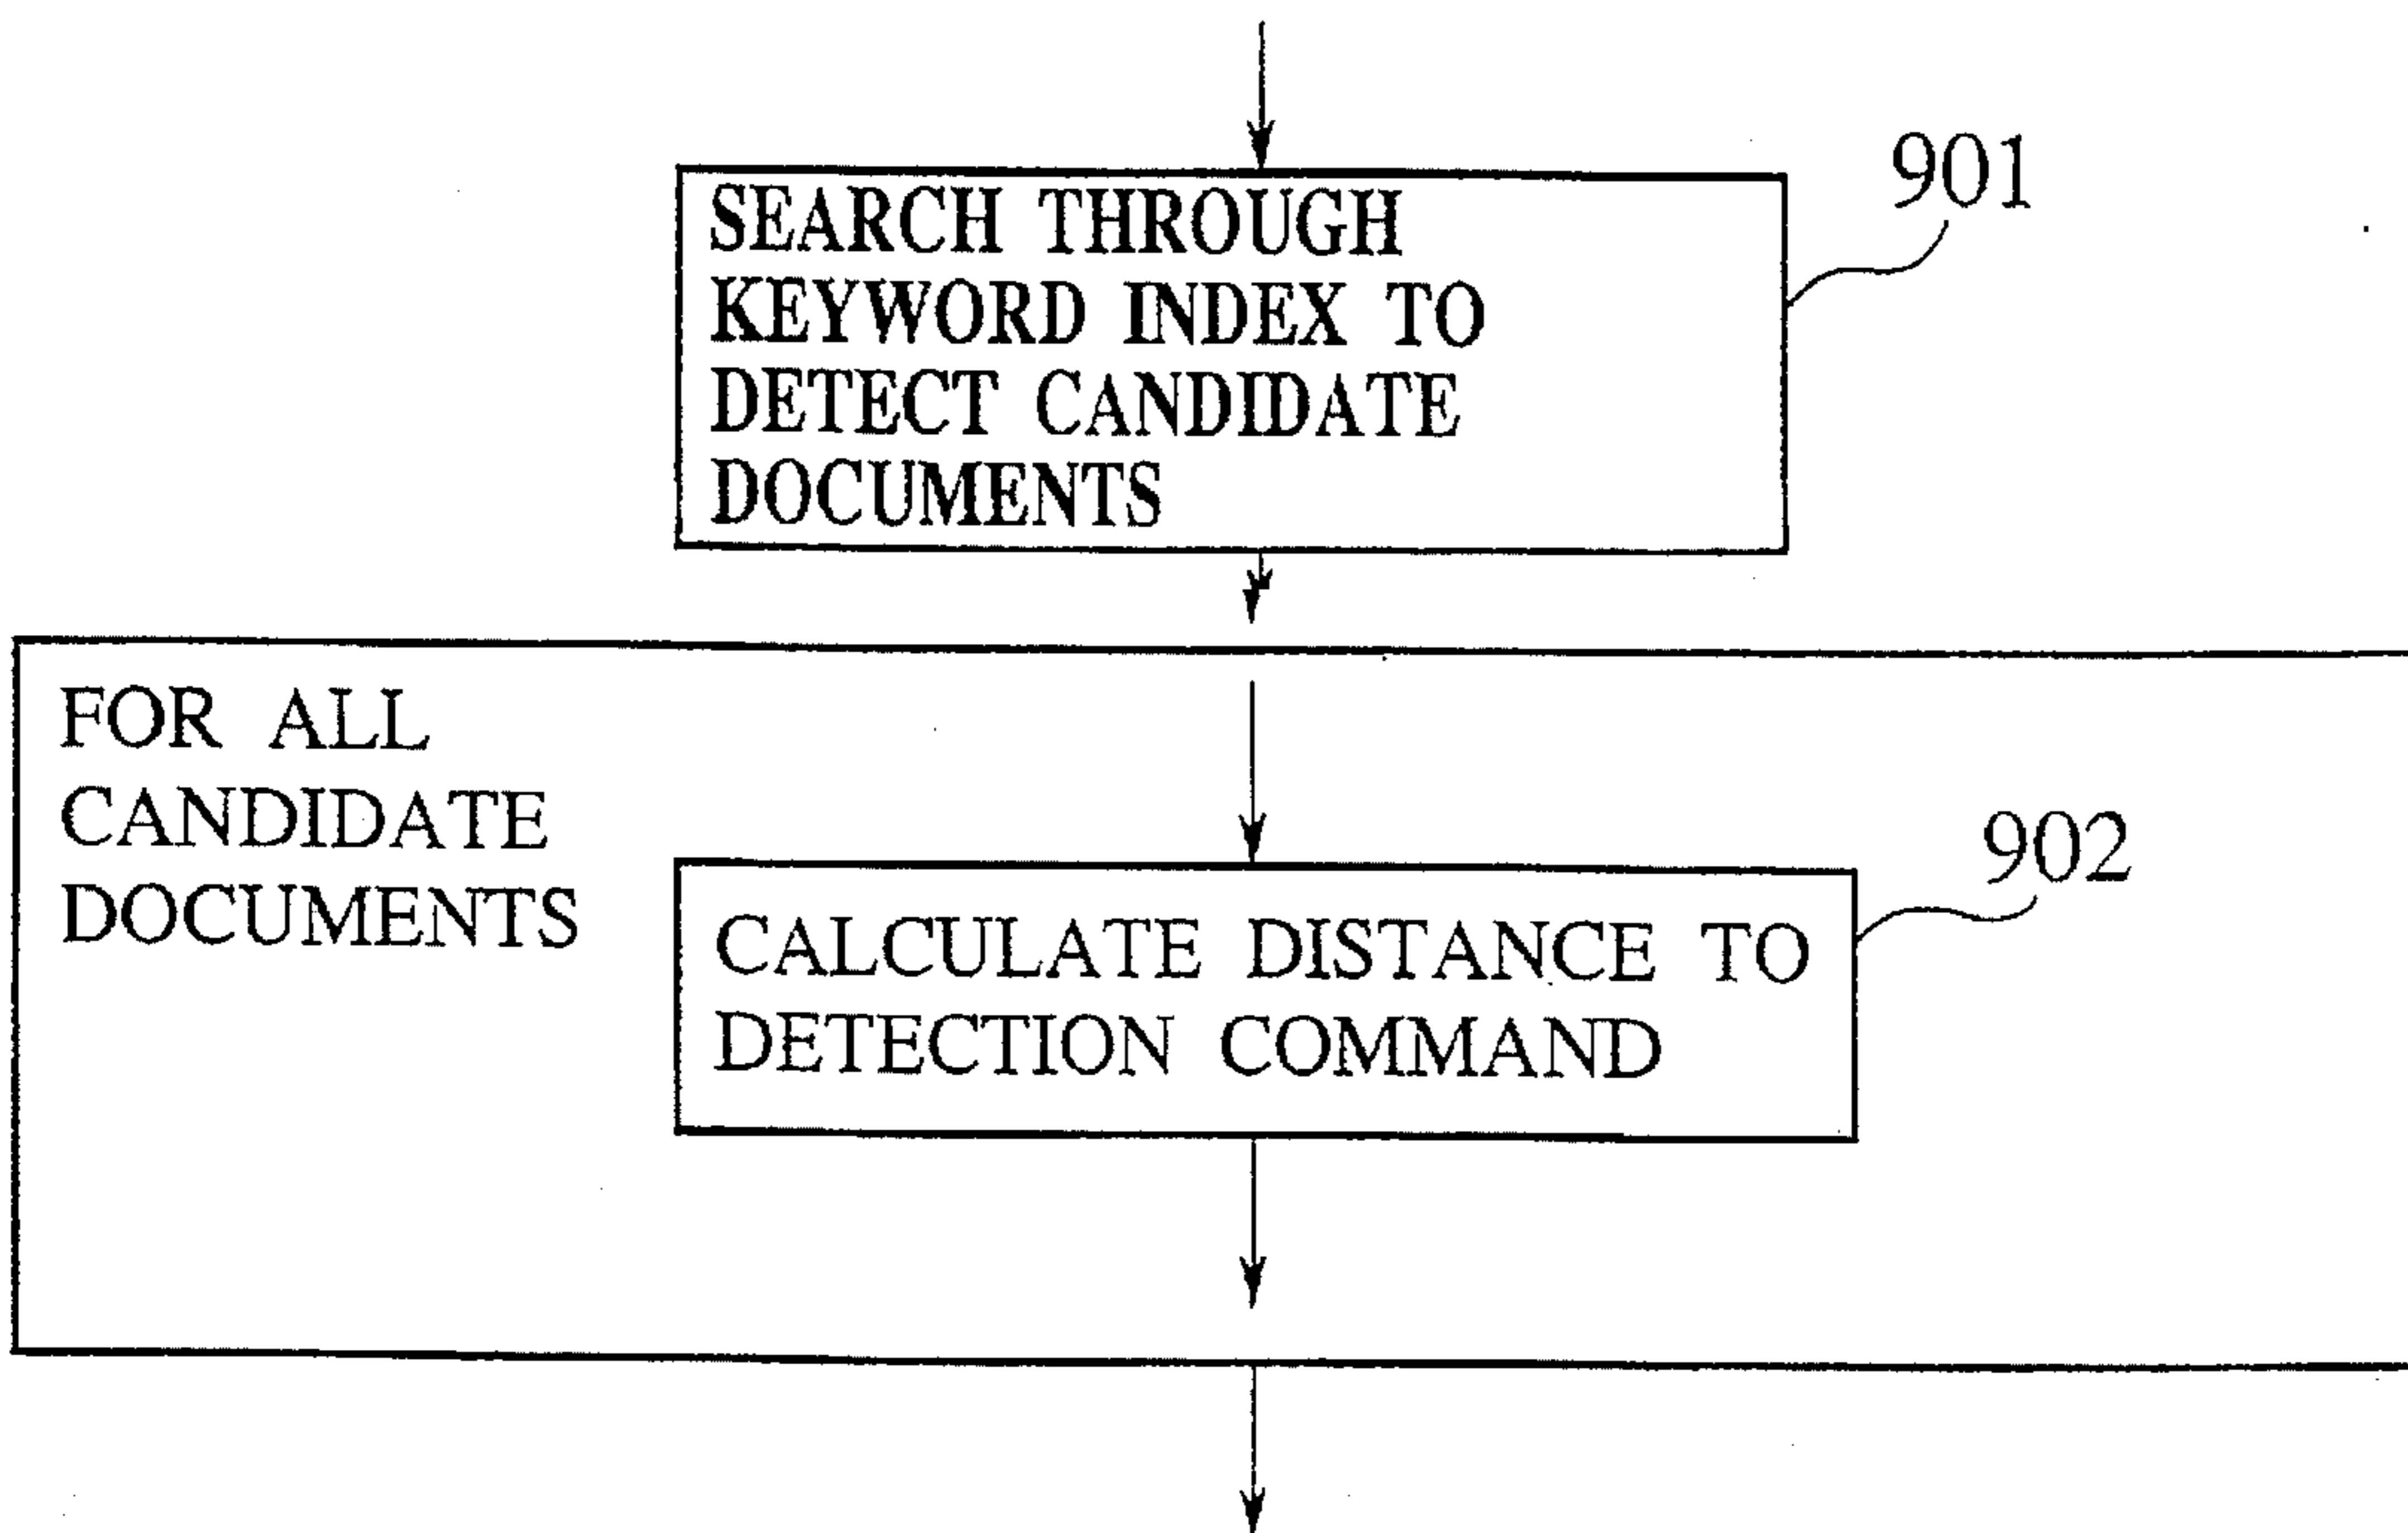 901
SEARCH THROUGH
KEYWORD INDEX TO
DETECT CANDIDATE
DOCUMENTS
FOR ALL
CANDIDATE
DOCUMENTS
902
CALCULATE DISTANCE TO
DETECTION COMMAND